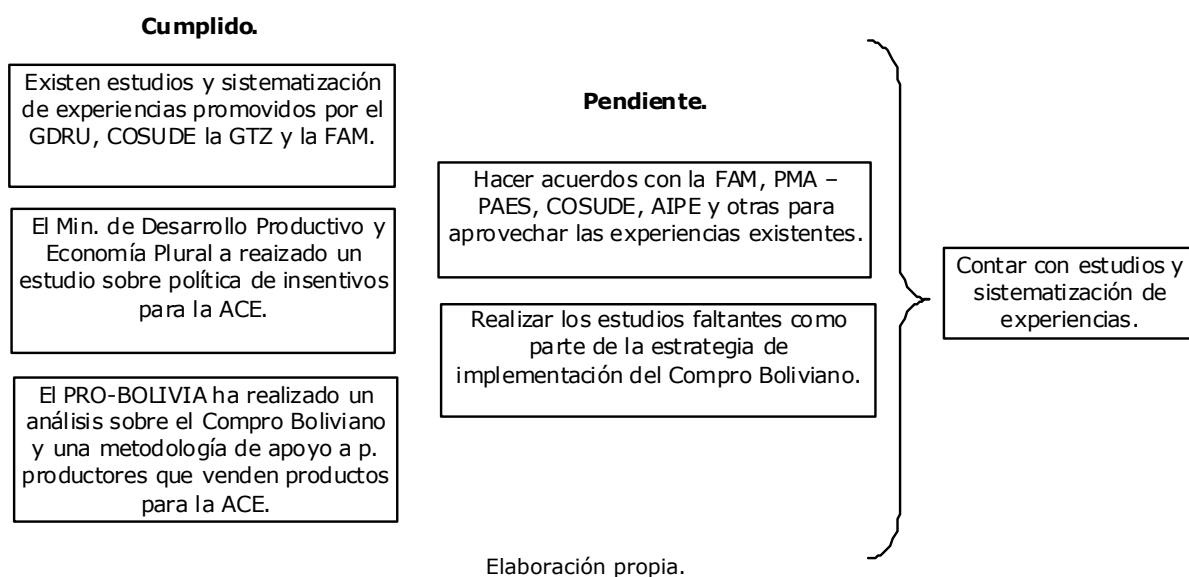 Cumplido.
Existen estudios y sistematización
de experiencias promovidos por el
GDRU, COSUDE la GTZ y la FAM.
El Min. de Desarrollo Productivo y
Economía Plural a reaizado un
estudio sobre política de insentivos
para la ACE.
El PRO-BOLIVIA ha realizado un
análisis sobre el Compro Boliviano
y una metodología de apoyo a p.
productores que venden productos
para la ACE.
Pendiente.
Hacer acuerdos con la FAM, PMA –
PAES, COSUDE, AIPE y otras para
aprovechar las experiencias existentes.
Realizar los estudios faltantes como
parte de la estrategia de
implementación del Compro Boliviano.
Contar con estudios y
sistematización de
experiencias.
Elaboración propia.